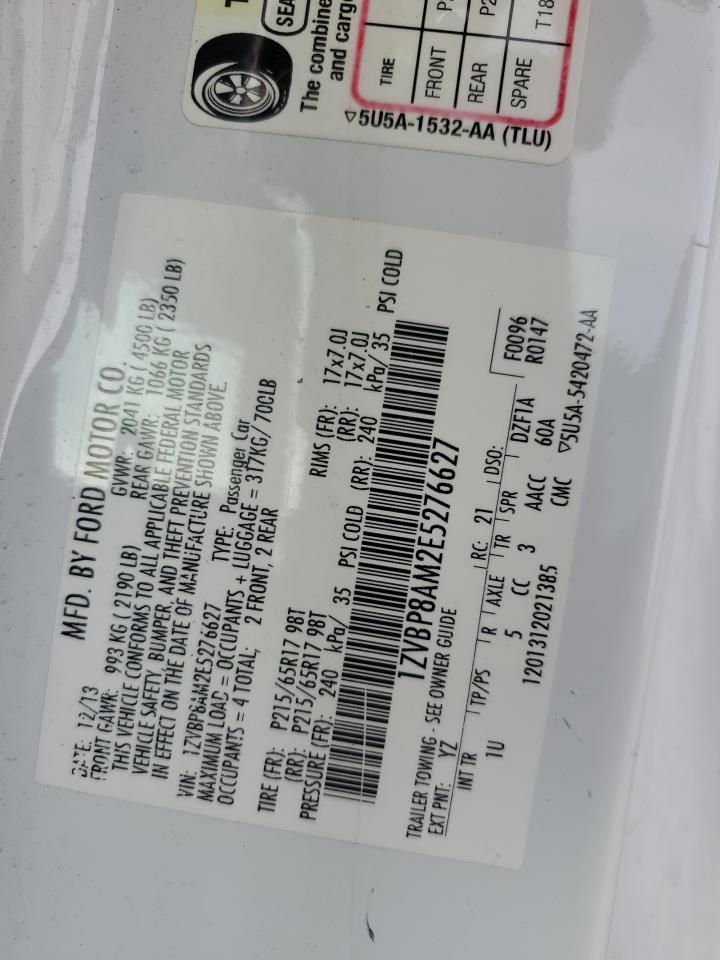 SEA
The combine
and cargo
TIRE
FRONT
REAR
SPARE T18
▽5U5A-1532-AA (TLU)
MFD. BY FORD MOTOR CO.
DATE: 12/13 GVWR: 2041 KG ( 4500 LB)
FRONT GAWR: 993 KG ( 2190 LB) REAR GAWR: 1066 KG ( 2350 LB)
THIS VEHICLE CONFORMS TO ALL APPLICABLE FEDERAL MOTOR
VEHICLE SAFETY, BUMPER, AND THEFT PREVENTION STANDARDS
IN EFFECT ON THE DATE OF MANUFACTURE SHOWN ABOVE.
VIN: 1ZVBP8AM2E5276627 TYPE: Passenger Car
MAXIMUM LOAD = OCCUPANTS + LUGGAGE = 317KG/ 700LB
OCCUPANTS = 4 TOTAL; 2 FRONT, 2 REAR
TIRE (FR): P215/65R17 98T RIMS (FR): 17x7.0J
(RR): P215/65R17 98T (RR): 17x7.0J
PRESSURE (FR): 240 kPa/ 35 PSI COLD (RR): 240 kPa/ 35 PSI COLD
1ZVBP8AM2E5276627
TRAILER TOWING - SEE OWNER GUIDE
EXT PNT: YZ RC: 21 DSO: F0096
INT TR TP/PS R AXLE TR SPR DZF1A R0147
1U 5 CC 3 AACC 60A
1201312021385 CMC ▽5U5A-5420472-AA